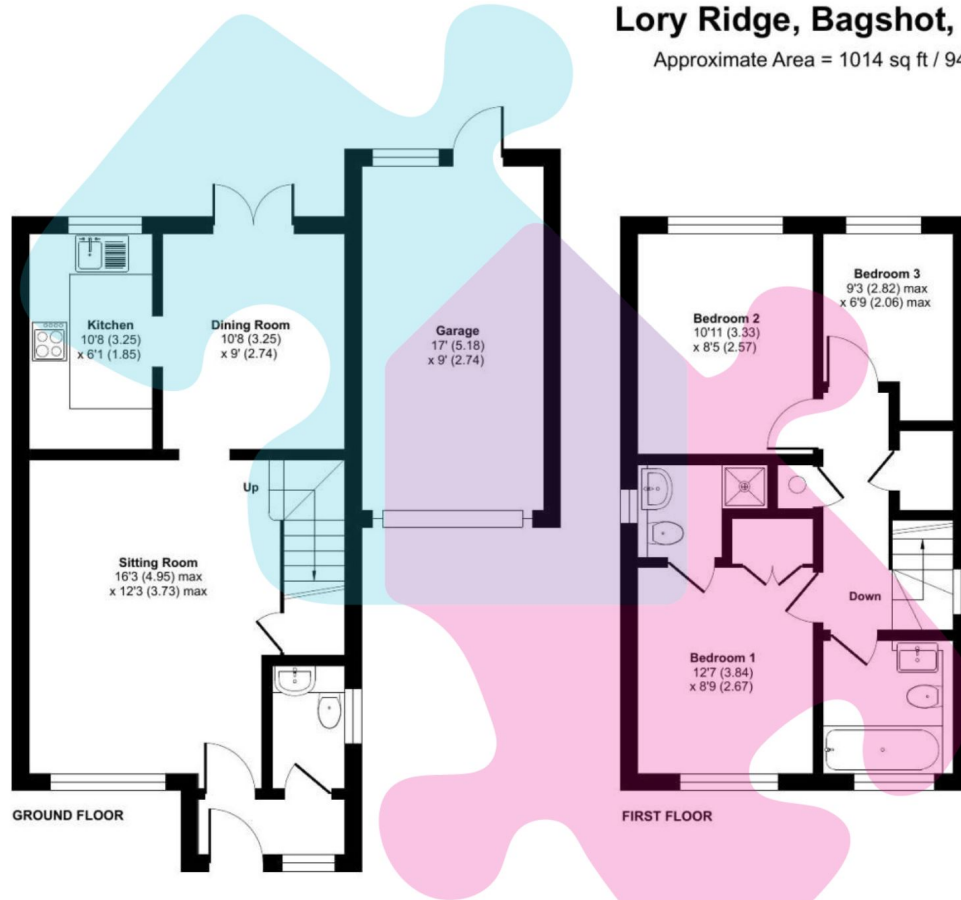 Lory Ridge, Bagshot,
Approximate Area = 1014 sq ft / 94
Kitchen
10'8 (3.25)
x 6'1 (1.85)
Dining Room
10'8 (3.25)
x 9' (2.74)
Garage
17' (5.18)
x 9' (2.74)
Up
Sitting Room
16'3 (4.95) max
x 12'3 (3.73) max
GROUND FLOOR
Bedroom 2
10'11 (3.33)
x 8'5 (2.57)
Bedroom 3
9'3 (2.82) max
x 6'9 (2.06) max
Down
Bedroom 1
12'7 (3.84)
x 8'9 (2.67)
FIRST FLOOR